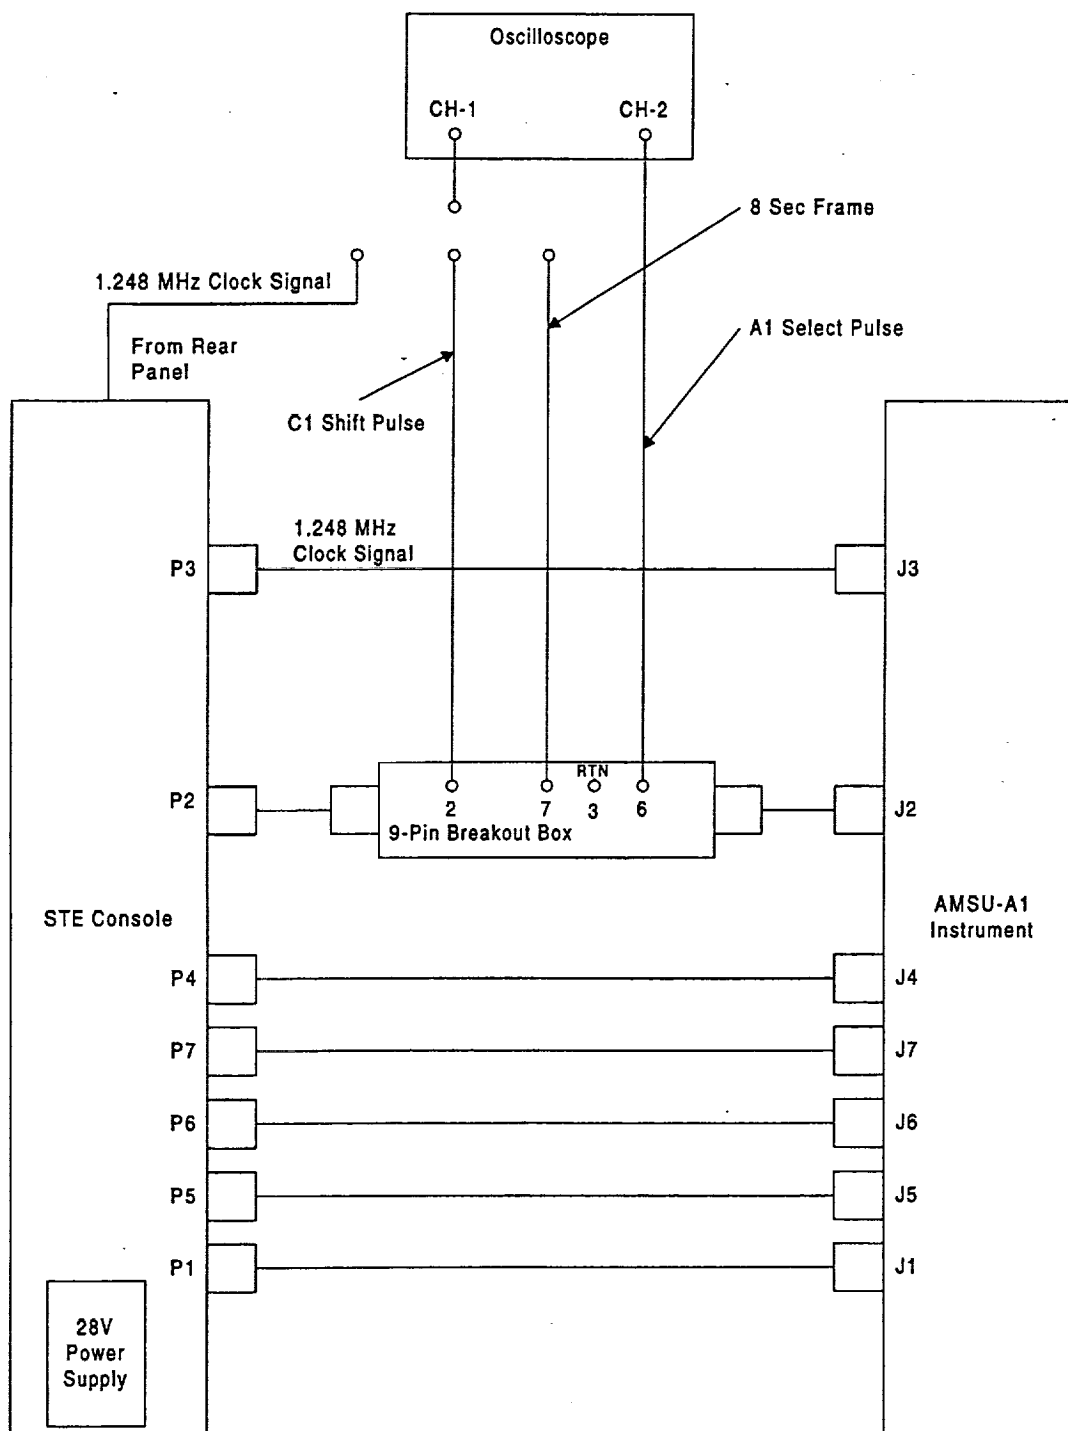 Oscilloscope
CH-1
CH-2
8 Sec Frame
1.248 MHz Clock Signal
A1 Select Pulse
From Rear
Panel
C1 Shift Pulse
1.248 MHz
Clock Signal
P3
J3
RTN
P2
2
7
3
6
J2
9-Pin Breakout Box
STE Console
AMSU-A1
Instrument
P4
J4
P7
J7
P6
J6
P5
J5
P1
J1
28V
Power
Supply